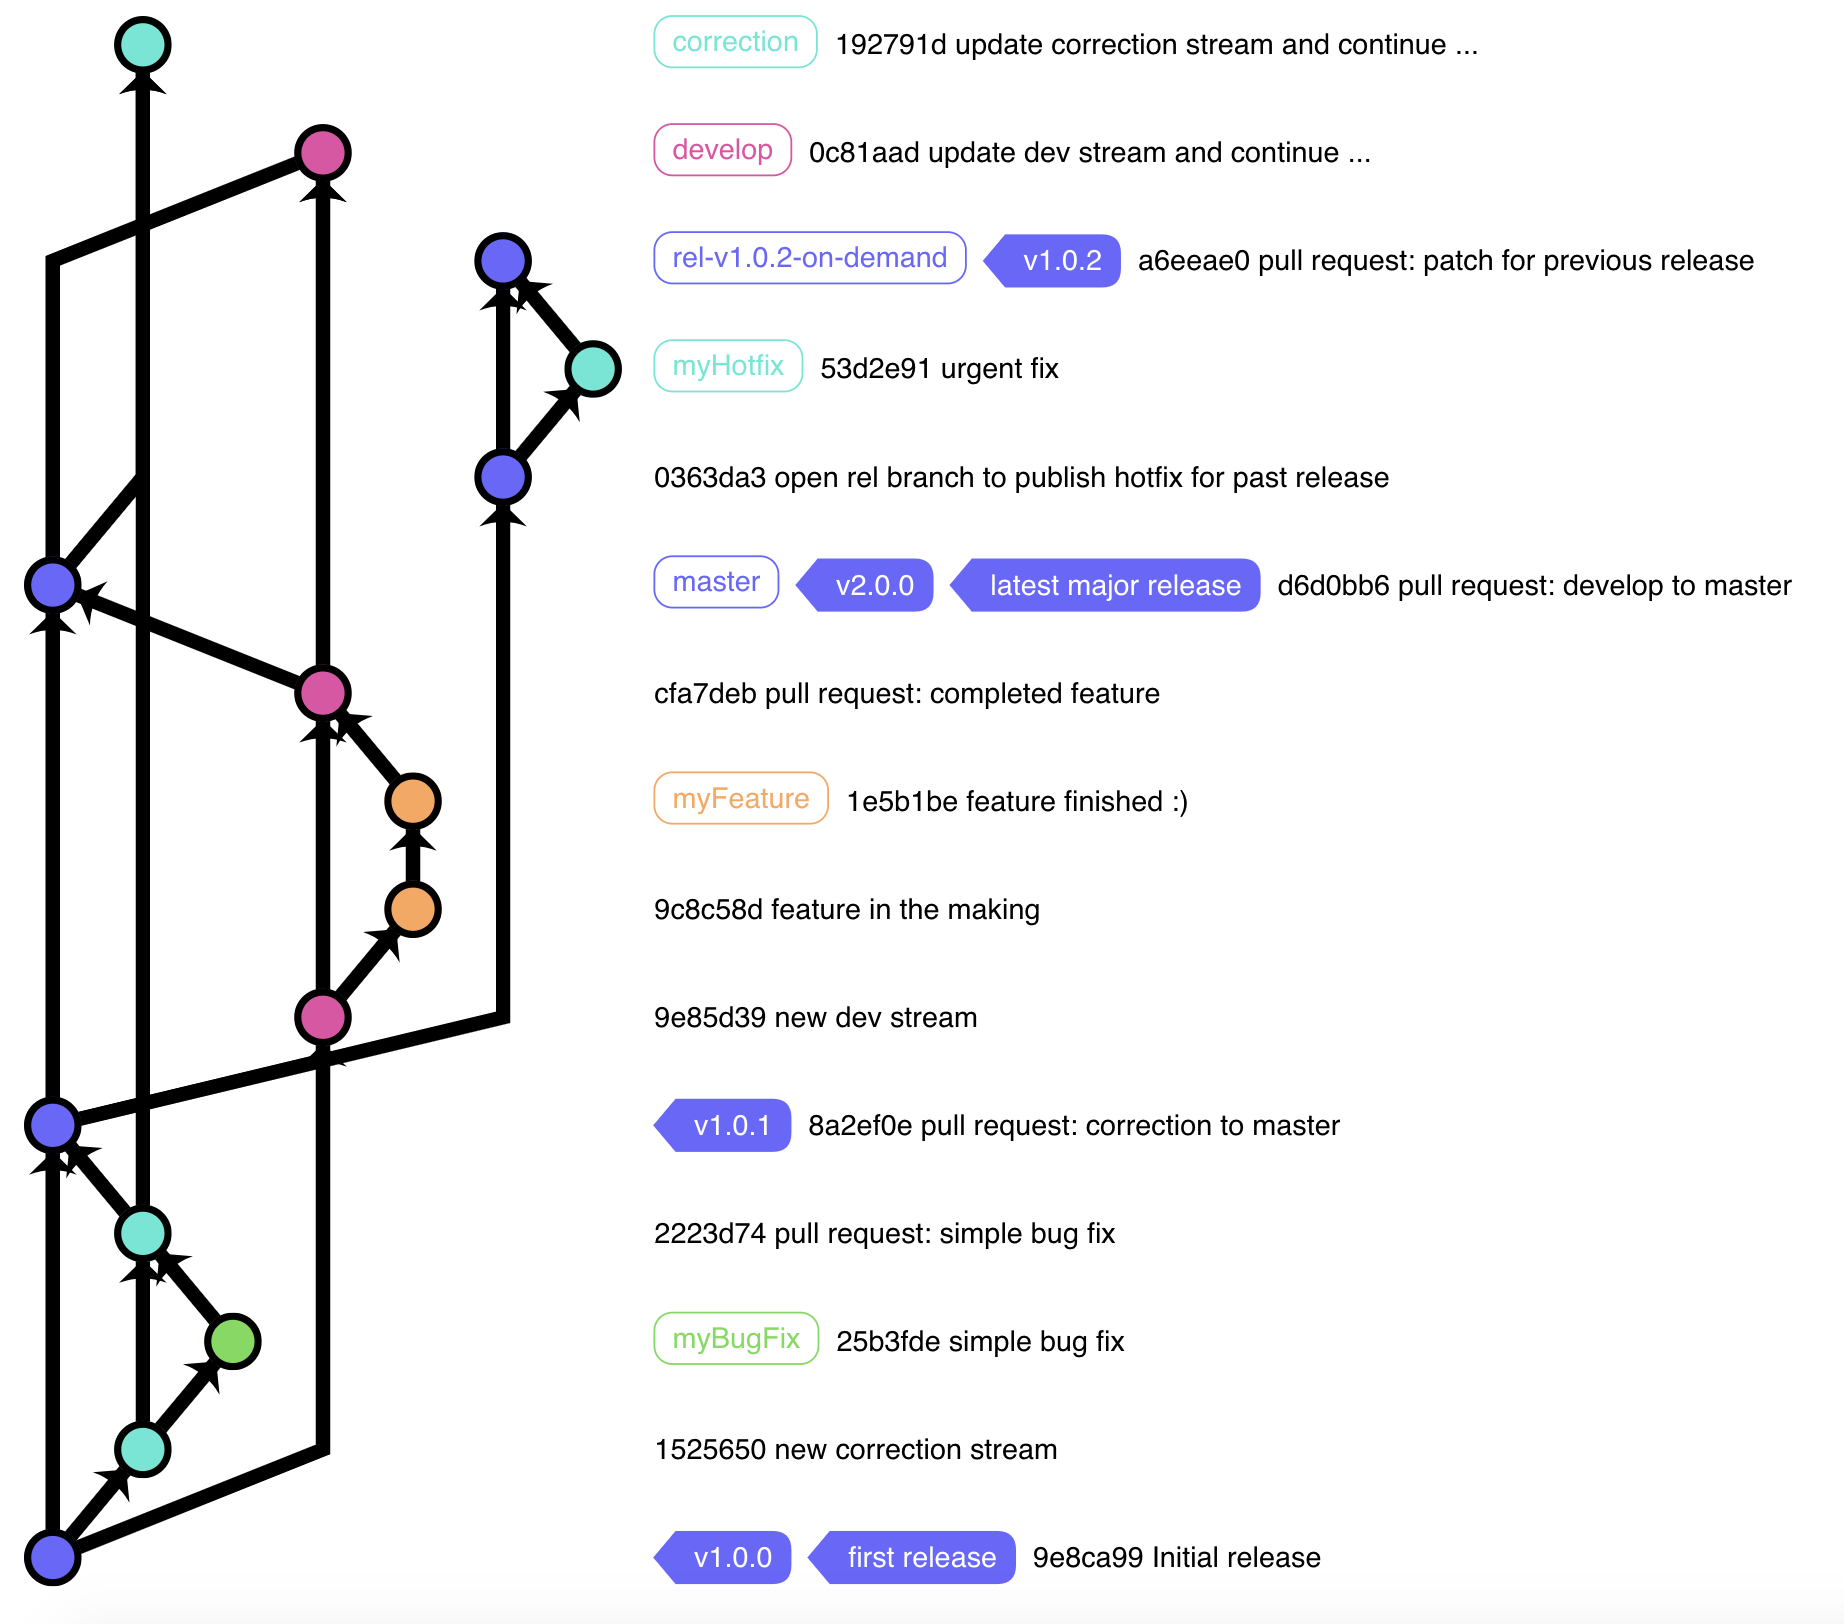 correction 192791d update correction stream and continue ...
develop 0c81aad update dev stream and continue ...
rel-v1.0.2-on-demand v1.0.2 a6eeae0 pull request: patch for previous release
myHotfix 53d2e91 urgent fix
0363da3 open rel branch to publish hotfix for past release
master v2.0.0 latest major release d6d0bb6 pull request: develop to master
cfa7deb pull request: completed feature
myFeature 1e5b1be feature finished :)
9c8c58d feature in the making
9e85d39 new dev stream
v1.0.1 8a2ef0e pull request: correction to master
2223d74 pull request: simple bug fix
myBugFix 25b3fde simple bug fix
1525650 new correction stream
v1.0.0 first release 9e8ca99 Initial release